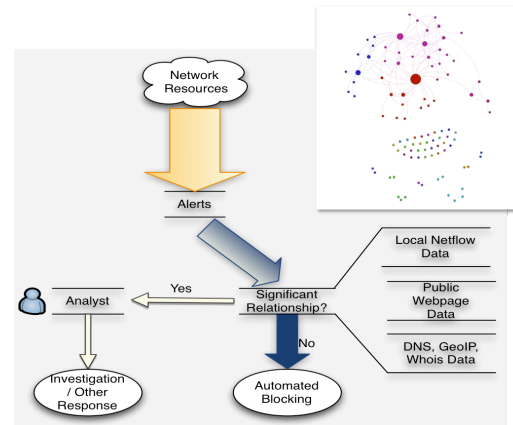 Network
Resources
Alerts
Local Netflow
Data
Yes
Analyst
Significant
Relationship?
Public
Webpage
Data
No
DNS, GeoIP,
Whois Data
Investigation
/ Other
Response
Automated
Blocking